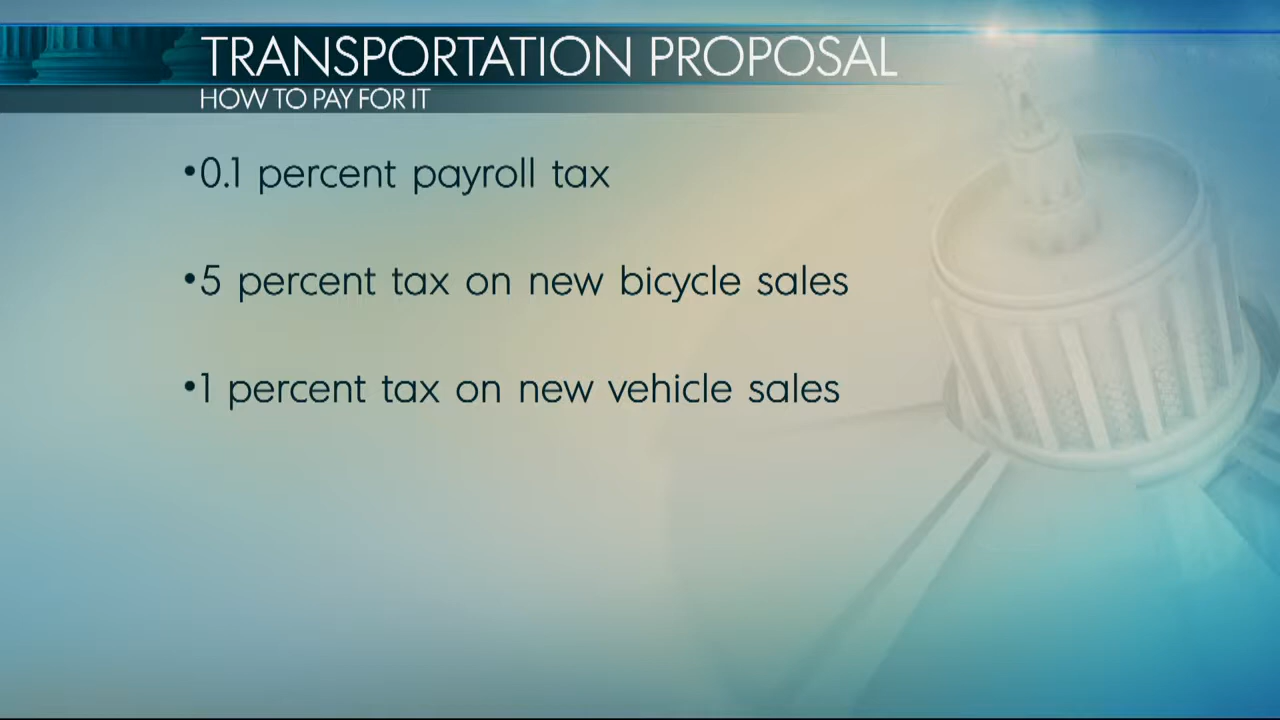 TRANSPORTATION PROPOSAL
HOW TO PAY FOR IT
•0.1 percent payroll tax
•5 percent tax on new bicycle sales
•1 percent tax on new vehicle sales